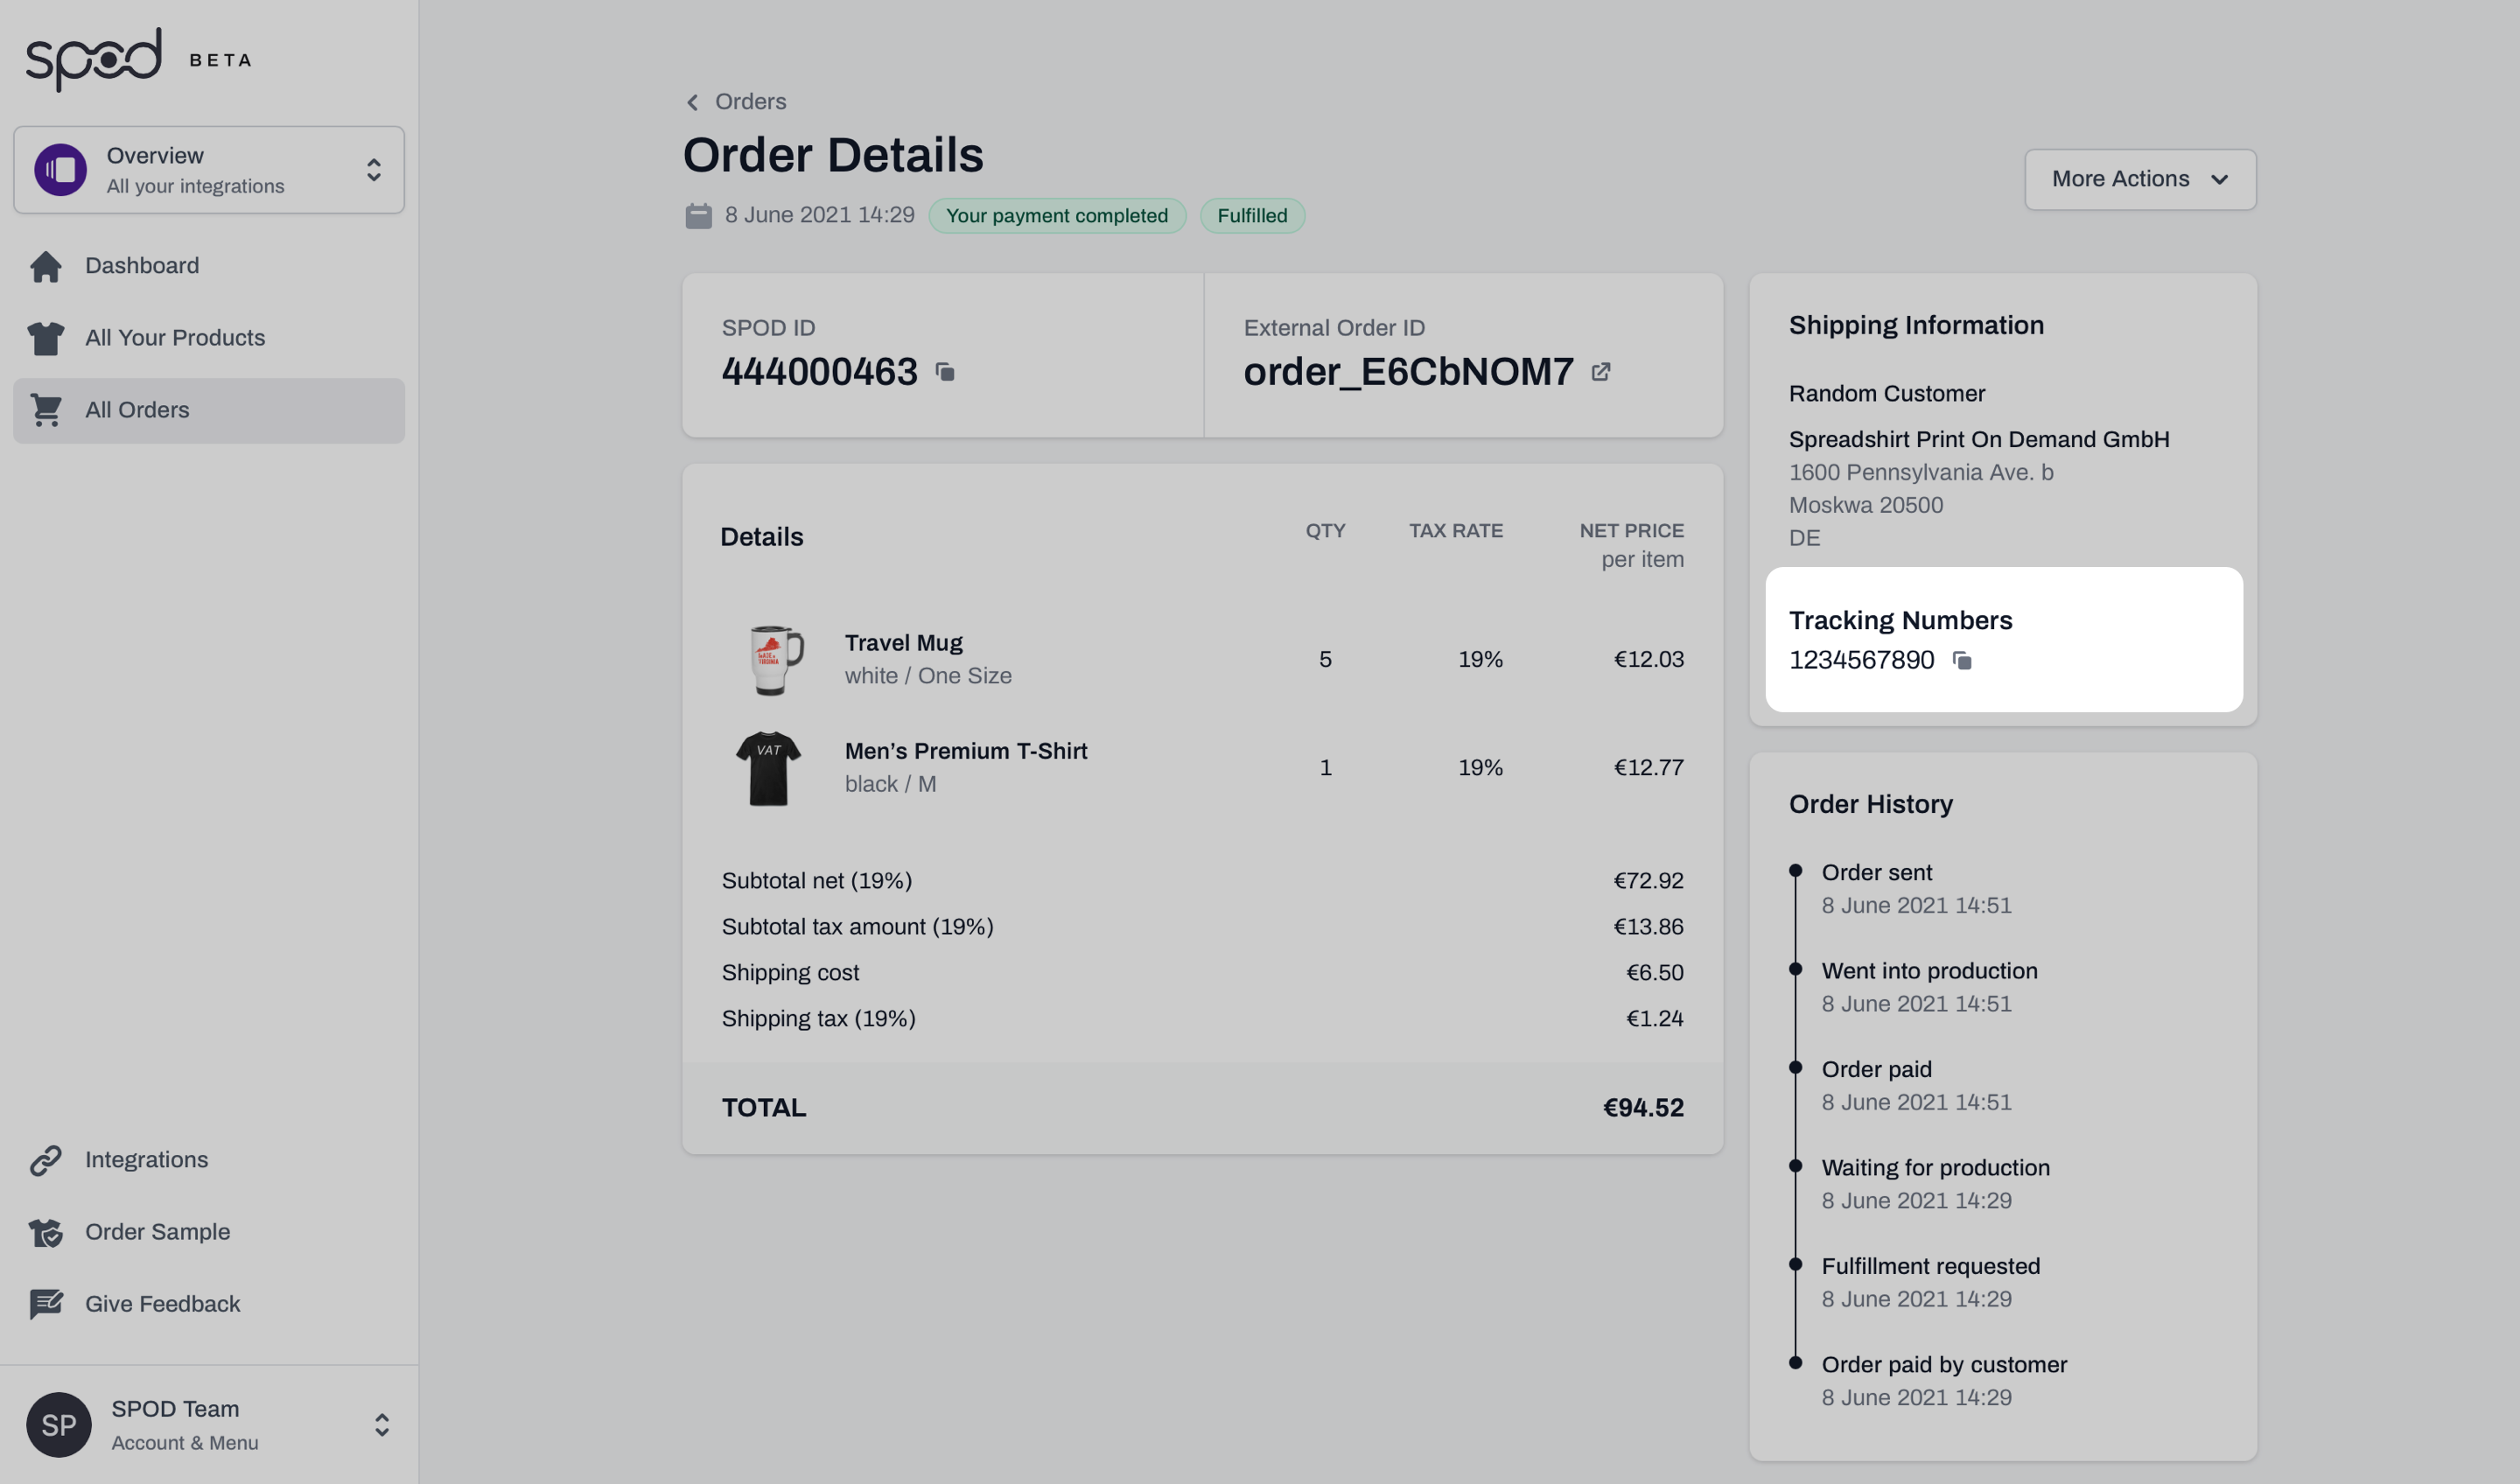 spod BETA
Overview
All your integrations
Dashboard
All Your Products
All Orders
Integrations
Order Sample
Give Feedback
SP
SPOD Team
Account & Menu
Orders
Order Details
8 June 2021 14:29 Your payment completed Fulfilled
More Actions
SPOD ID
444000463
External Order ID
order_E6CbNOM7
Details QTY TAX RATE NET PRICE
per item
MADE in
VIRGINIA
Travel Mug
white / One Size
5 19% €12.03
VAT
Men’s Premium T-Shirt
black / M
1 19% €12.77
Subtotal net (19%) €72.92
Subtotal tax amount (19%) €13.86
Shipping cost €6.50
Shipping tax (19%) €1.24
TOTAL €94.52
Shipping Information
Random Customer
Spreadshirt Print On Demand GmbH
1600 Pennsylvania Ave. b
Moskwa 20500
DE
Tracking Numbers
1234567890
Order History
Order sent
8 June 2021 14:51
Went into production
8 June 2021 14:51
Order paid
8 June 2021 14:51
Waiting for production
8 June 2021 14:29
Fulfillment requested
8 June 2021 14:29
Order paid by customer
8 June 2021 14:29